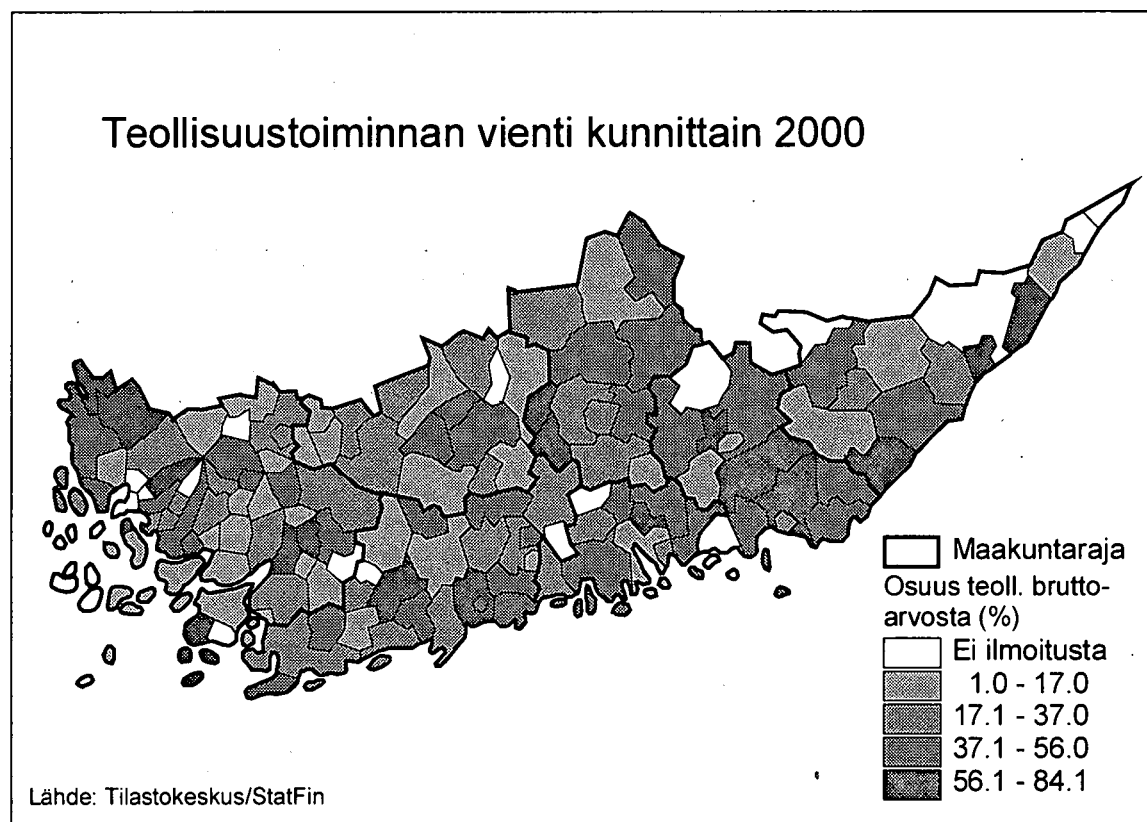 Teollisuustoiminnan vienti kunnittain 2000
Maakuntaraja
Osuus teoll. brutto-
arvosta (%)
Ei ilmoitusta
1.0 - 17.0
17.1 - 37.0
37.1 - 56.0
56.1 - 84.1
Lähde: Tilastokeskus/StatFin